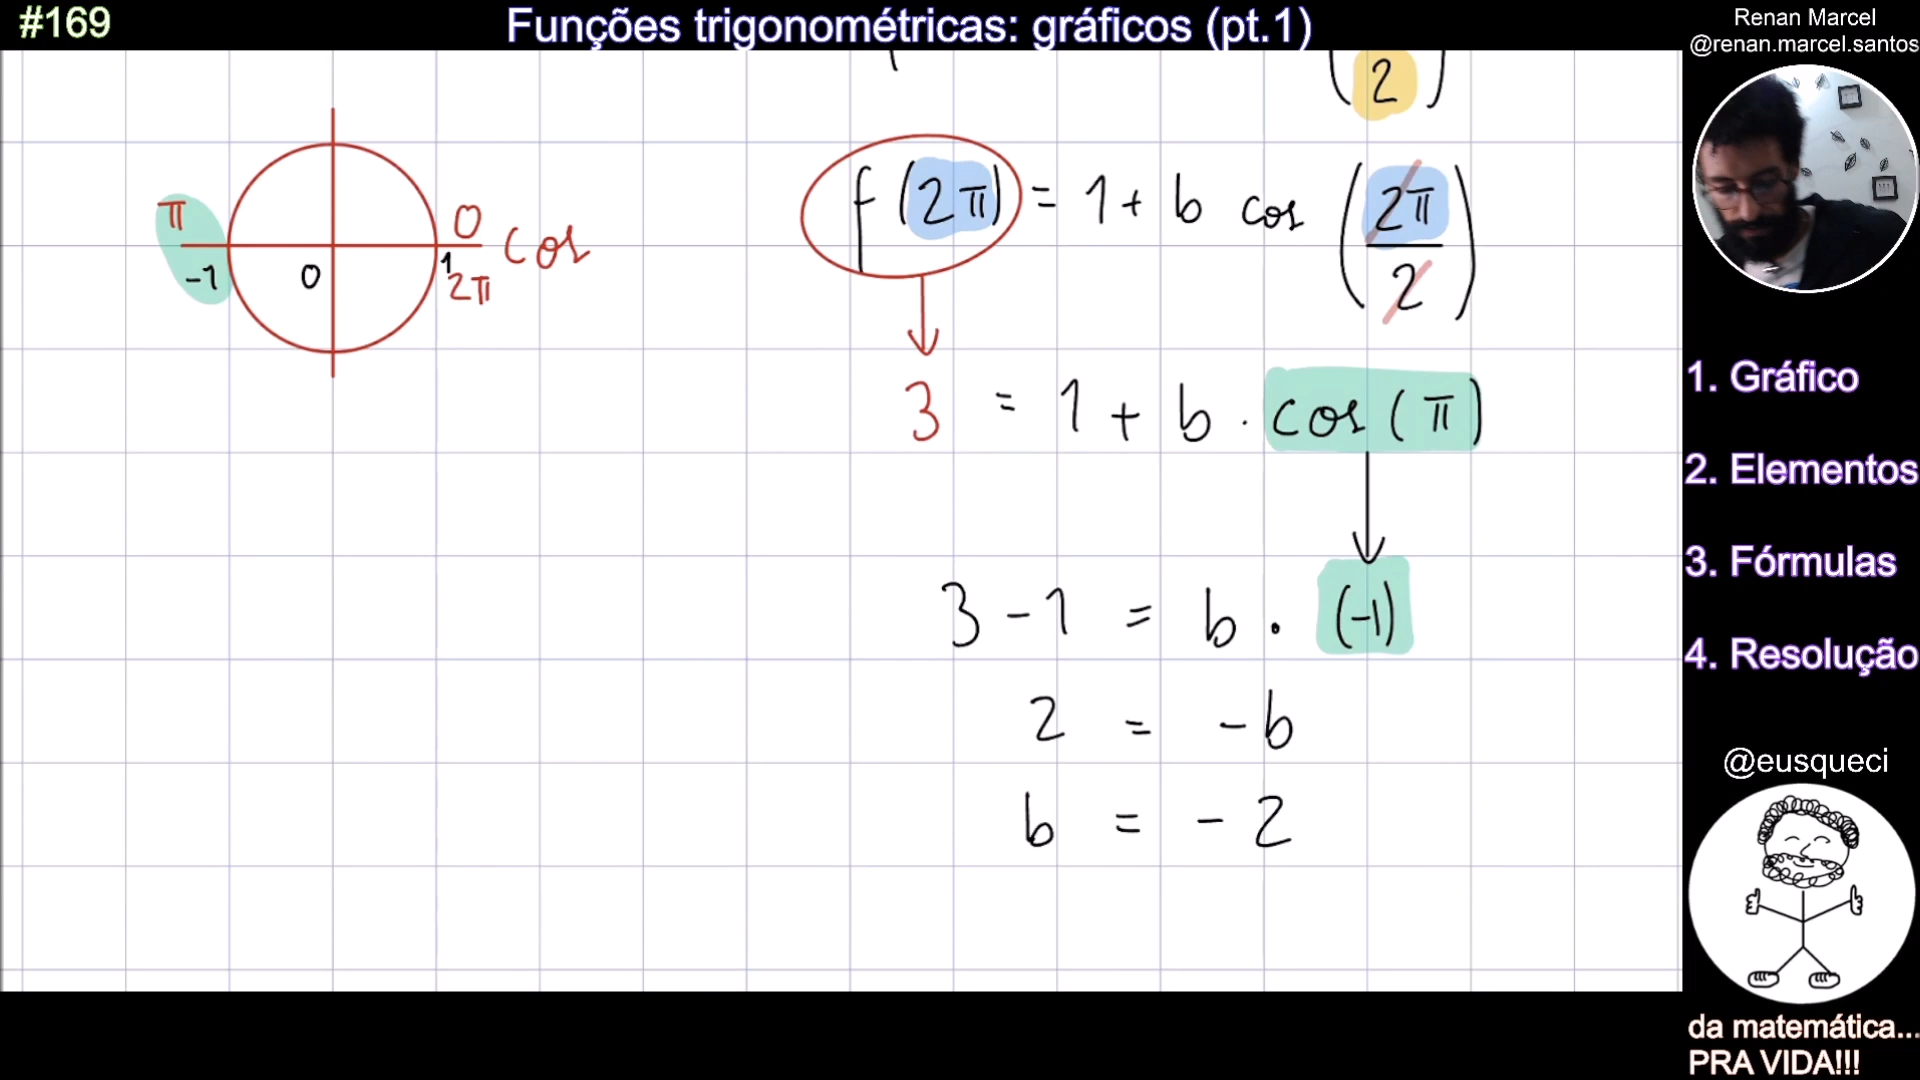 #169
Funções trigonométricas: gráficos (pt.1)
Renan Marcel
@renan.marcel.santos
2
f(2π) = 1 + b cos (2π/2)
π
-1
0
0
1
2π
cos
3 = 1 + b · cos(π)
3 - 1 = b · (-1)
2 = -b
b = -2
1. Gráfico
2. Elementos
3. Fórmulas
4. Resolução
@eusqueci
da matemática...
PRA VIDA!!!